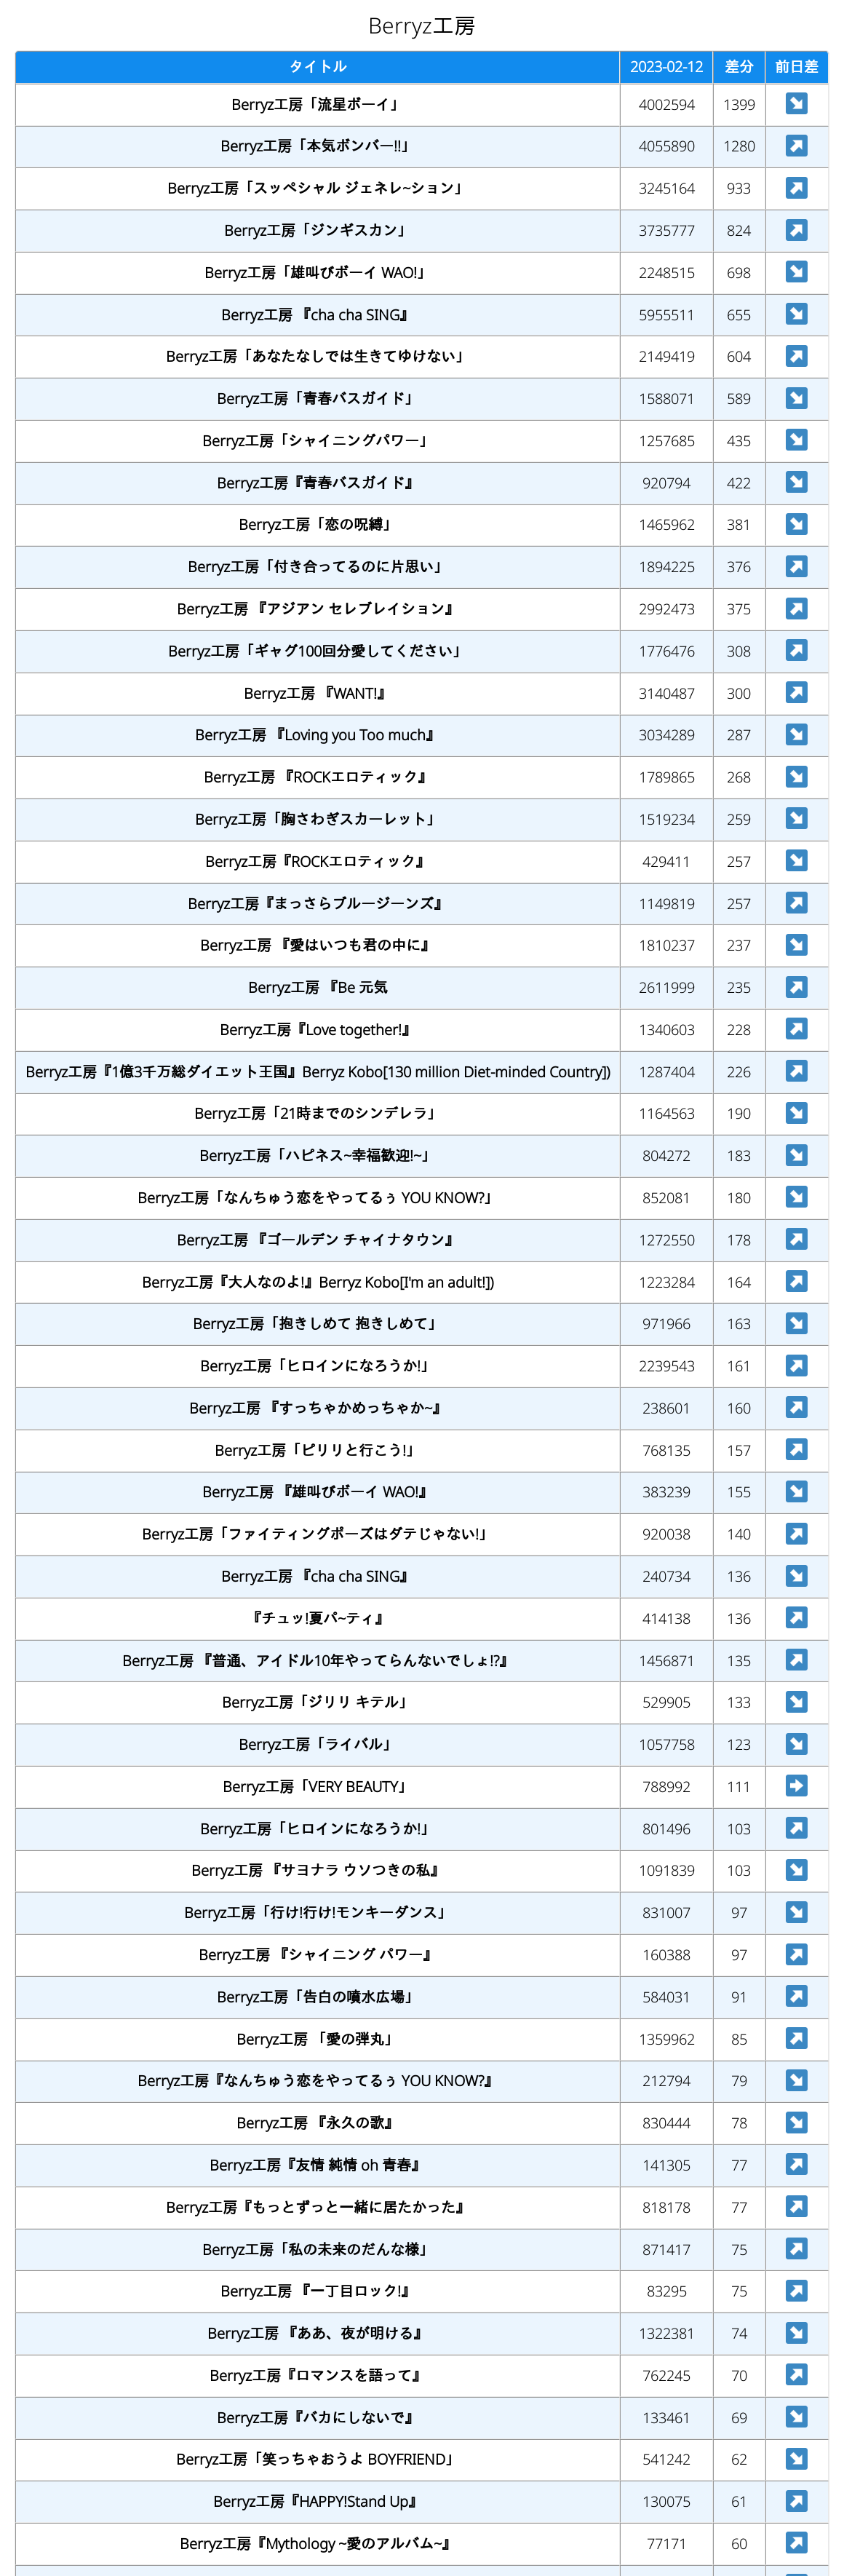 Berryz工房
タイトル 2023-02-12 差分 前日差
Berryz工房「流星ボーイ」 4002594 1399 ↘
Berryz工房「本気ボンバー!!」 4055890 1280 ↗
Berryz工房「スッペシャル ジェネレ~ション」 3245164 933 ↗
Berryz工房「ジンギスカン」 3735777 824 ↗
Berryz工房「雄叫びボーイ WAO!」 2248515 698 ↘
Berryz工房 『cha cha SING』 5955511 655 ↘
Berryz工房「あなたなしでは生きてゆけない」 2149419 604 ↗
Berryz工房「青春バスガイド」 1588071 589 ↘
Berryz工房「シャイニングパワー」 1257685 435 ↘
Berryz工房『青春バスガイド』 920794 422 ↘
Berryz工房「恋の呪縛」 1465962 381 ↘
Berryz工房「付き合ってるのに片思い」 1894225 376 ↗
Berryz工房 『アジアン セレブレイション』 2992473 375 ↗
Berryz工房「ギャグ100回分愛してください」 1776476 308 ↗
Berryz工房 『WANT!』 3140487 300 ↗
Berryz工房 『Loving you Too much』 3034289 287 ↘
Berryz工房 『ROCKエロティック』 1789865 268 ↘
Berryz工房「胸さわぎスカーレット」 1519234 259 ↘
Berryz工房『ROCKエロティック』 429411 257 ↘
Berryz工房『まっさらブルージーンズ』 1149819 257 ↗
Berryz工房 『愛はいつも君の中に』 1810237 237 ↘
Berryz工房 『Be 元気 2611999 235 ↗
Berryz工房『Love together!』 1340603 228 ↗
Berryz工房『1億3千万総ダイエット王国』Berryz Kobo[130 million Diet-minded Country]) 1287404 226 ↗
Berryz工房「21時までのシンデレラ」 1164563 190 ↘
Berryz工房「ハピネス~幸福歓迎!~」 804272 183 ↘
Berryz工房「なんちゅう恋をやってるぅ YOU KNOW?」 852081 180 ↘
Berryz工房 『ゴールデン チャイナタウン』 1272550 178 ↗
Berryz工房『大人なのよ!』Berryz Kobo[I'm an adult!]) 1223284 164 ↗
Berryz工房「抱きしめて 抱きしめて」 971966 163 ↘
Berryz工房「ヒロインになろうか!」 2239543 161 ↗
Berryz工房 『すっちゃかめっちゃか~』 238601 160 ↗
Berryz工房「ピリリと行こう!」 768135 157 ↗
Berryz工房 『雄叫びボーイ WAO!』 383239 155 ↘
Berryz工房「ファイティングポーズはダテじゃない!」 920038 140 ↗
Berryz工房 『cha cha SING』 240734 136 ↘
『チュッ!夏パ~ティ』 414138 136 ↗
Berryz工房 『普通、アイドル10年やってらんないでしょ!?』 1456871 135 ↗
Berryz工房「ジリリ キテル」 529905 133 ↘
Berryz工房「ライバル」 1057758 123 ↘
Berryz工房「VERY BEAUTY」 788992 111 ➡
Berryz工房「ヒロインになろうか!」 801496 103 ↗
Berryz工房 『サヨナラ ウソつきの私』 1091839 103 ↘
Berryz工房「行け!行け!モンキーダンス」 831007 97 ↘
Berryz工房 『シャイニング パワー』 160388 97 ↗
Berryz工房「告白の噴水広場」 584031 91 ↗
Berryz工房 「愛の弾丸」 1359962 85 ↗
Berryz工房『なんちゅう恋をやってるぅ YOU KNOW?』 212794 79 ↘
Berryz工房 『永久の歌』 830444 78 ↘
Berryz工房『友情 純情 oh 青春』 141305 77 ↗
Berryz工房『もっとずっと一緒に居たかった』 818178 77 ↗
Berryz工房「私の未来のだんな様」 871417 75 ↗
Berryz工房 『一丁目ロック!』 83295 75 ↗
Berryz工房 『ああ、夜が明ける』 1322381 74 ↘
Berryz工房『ロマンスを語って』 762245 70 ↗
Berryz工房『バカにしないで』 133461 69 ↘
Berryz工房「笑っちゃおうよ BOYFRIEND」 541242 62 ↘
Berryz工房『HAPPY!Stand Up』 130075 61 ↗
Berryz工房『Mythology ~愛のアルバム~』 77171 60 ↗